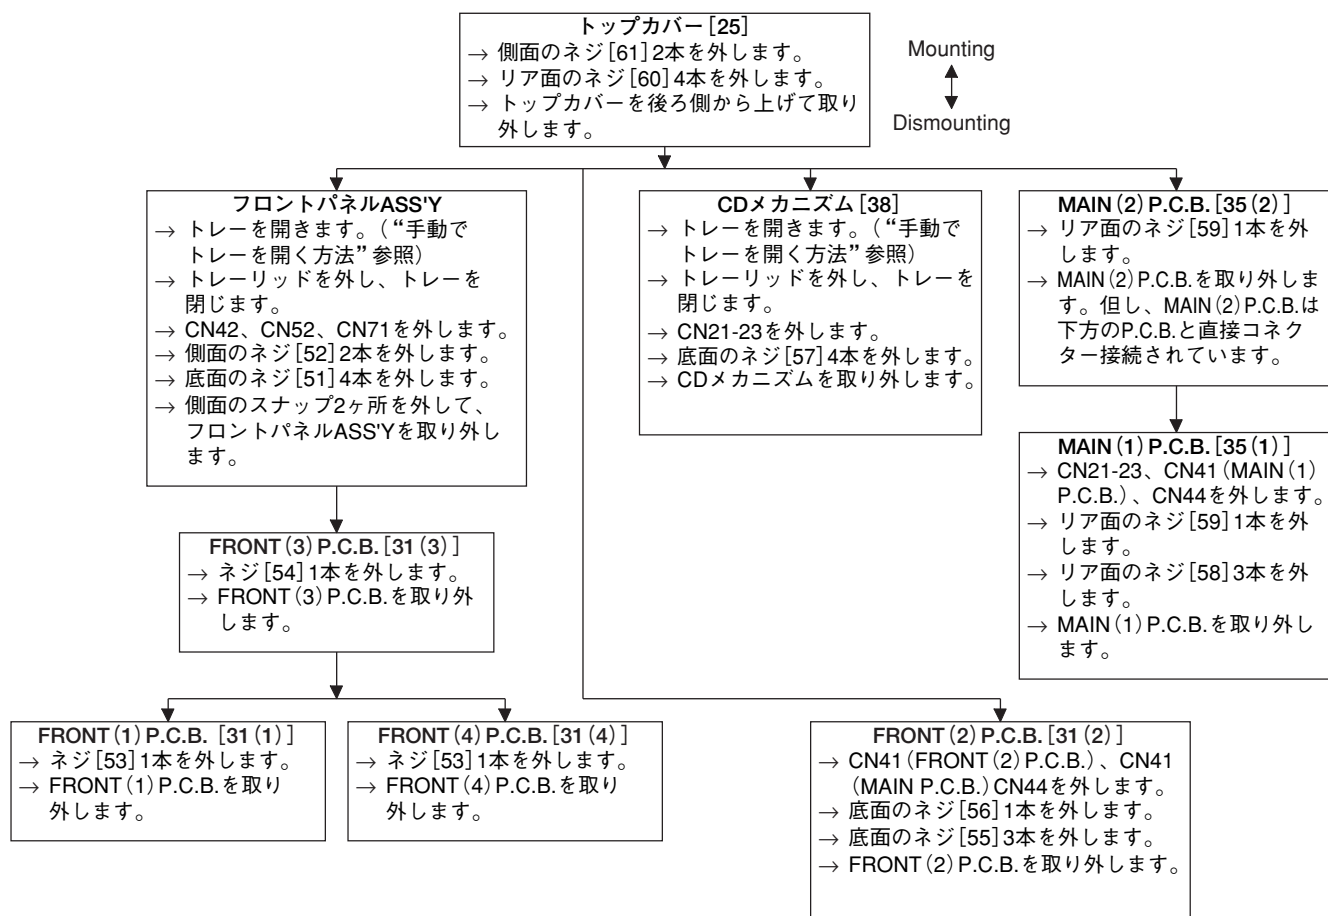 トップカバー[25]
→ 側面のネジ[61]2本を外します。
→ リア面のネジ[60]4本を外します。
→ トップカバーを後ろ側から上げて取り
外します。
Mounting
Dismounting
フロントパネルASS'Y
→ トレーを開きます。(“手動で
トレーを開く方法”参照)
→ トレーリッドを外し、トレーを
閉じます。
→ CN42、CN52、CN71を外します。
→ 側面のネジ[52]2本を外します。
→ 底面のネジ[51]4本を外します。
→ 側面のスナップ2ヶ所を外して、
フロントパネルASS'Yを取り外し
ます。
CDメカニズム[38]
→ トレーを開きます。(“手動で
トレーを開く方法”参照)
→ トレーリッドを外し、トレーを
閉じます。
→ CN21-23を外します。
→ 底面のネジ[57]4本を外します。
→ CDメカニズムを取り外します。
MAIN(2)P.C.B.[35(2)]
→ リア面のネジ[59]1本を外
します。
→ MAIN(2)P.C.B.を取り外しま
す。但し、MAIN(2)P.C.B.は
下方のP.C.B.と直接コネク
ター接続されています。
MAIN(1)P.C.B.[35(1)]
→ CN21-23、CN41(MAIN(1)
P.C.B.)、CN44を外します。
→ リア面のネジ[59]1本を外
します。
→ リア面のネジ[58]3本を外
します。
→ MAIN(1)P.C.B.を取り外し
ます。
FRONT(3)P.C.B.[31(3)]
→ ネジ[54]1本を外します。
→ FRONT(3)P.C.B.を取り外
します。
FRONT(1)P.C.B. [31(1)]
→ ネジ[53]1本を外します。
→ FRONT(1)P.C.B.を取り
外します。
FRONT(4)P.C.B.[31(4)]
→ ネジ[53]1本を外します。
→ FRONT(4)P.C.B.を取り
外します。
FRONT(2)P.C.B.[31(2)]
→ CN41(FRONT(2)P.C.B.)、CN41
(MAIN P.C.B.)CN44を外します。
→ 底面のネジ[56]1本を外します。
→ 底面のネジ[55]3本を外します。
→ FRONT(2)P.C.B.を取り外します。